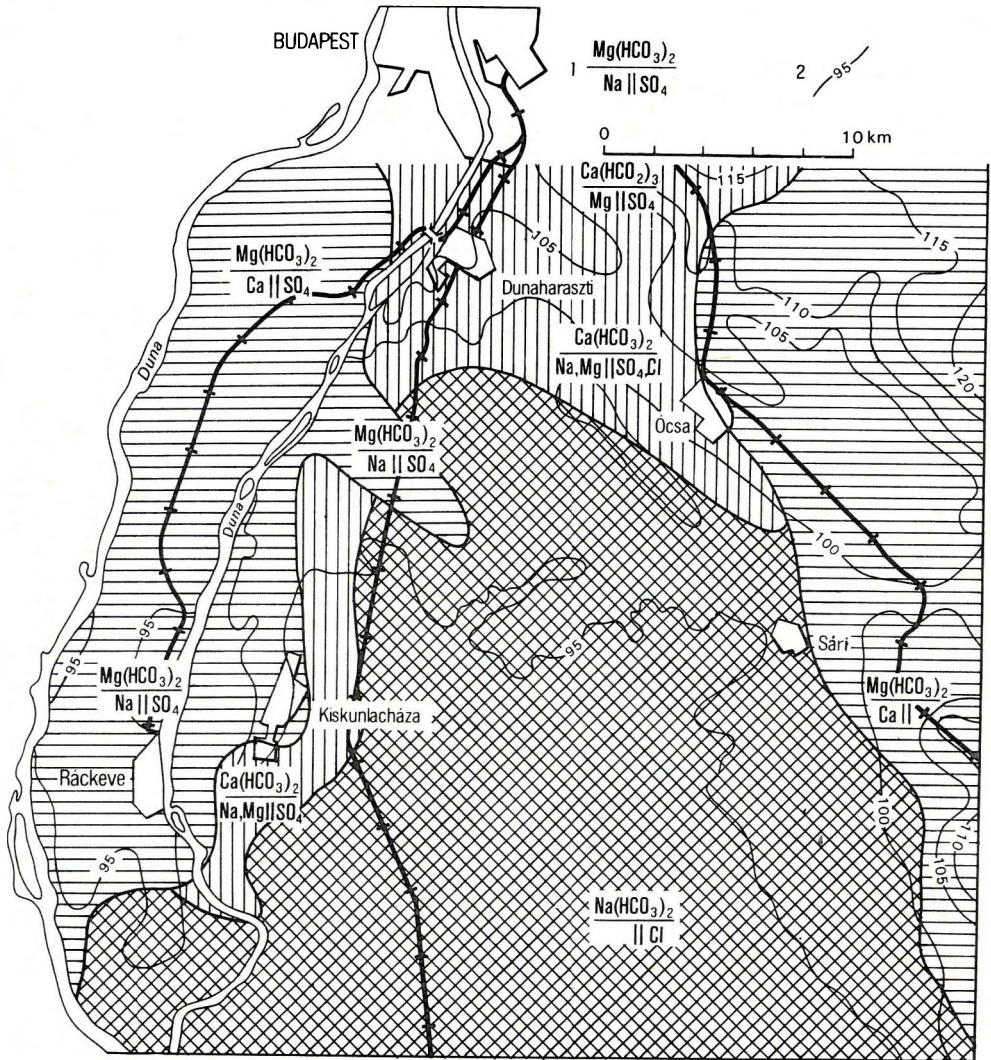 BUDAPEST
1 Mg(HCO₃)₂
Na || SO₄
2
95
0 10 km
Ca(HCO₂)₃
Mg || SO₄
115
Mg(HCO₃)₂
Ca || SO₄
105
115
Dunaharaszti
110
105
Duna
Ca(HCO₃)₂
Na,Mg || SO₄,Cl
120
Ócsa
Mg(HCO₃)₂
Na || SO₄
Duna
100
95
95
95
Sári
Mg(HCO₃)₂
Na || SO₄
Mg(HCO₃)₂
Ca ||
Kiskunlacháza
Ráckeve
Ca(HCO₃)₂
Na,Mg || SO₄
100
110
105
95
Na(HCO₃)₂
|| Cl